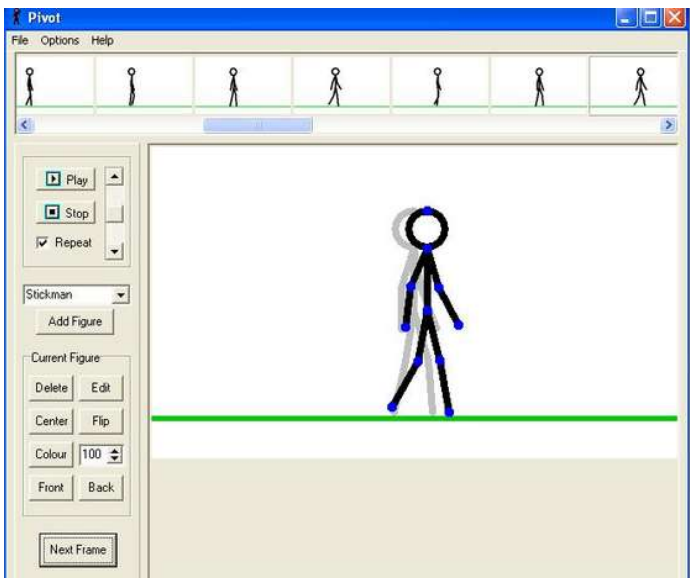 Pivot
File Options Help
Play
Stop
Repeat
Stickman
Add Figure
Current Figure
Delete Edit
Center Flip
Colour 100
Front Back
Next Frame